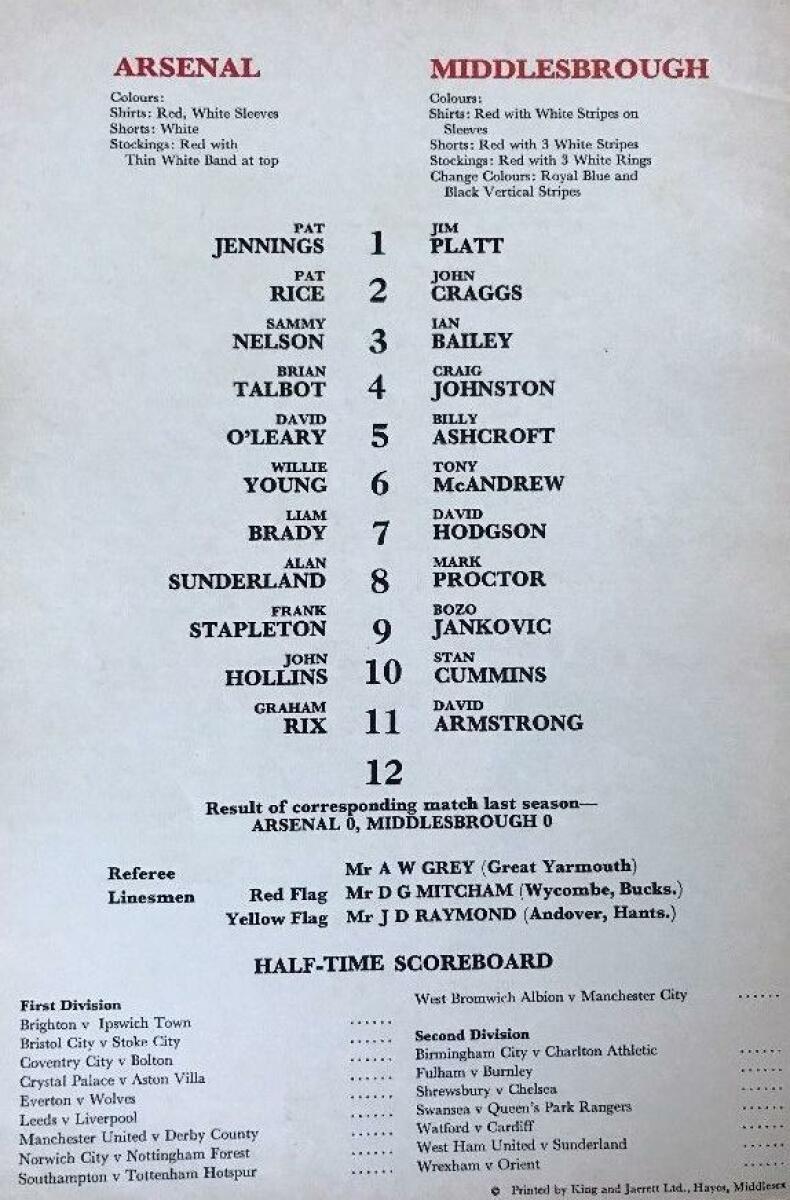 ARSENAL
Colours:
Shirts: Red, White Sleeves
Shorts: White
Stockings: Red with
Thin White Band at top
MIDDLESBROUGH
Colours:
Shirts: Red with White Stripes on
Sleeves
Shorts: Red with 3 White Stripes
Stockings: Red with 3 White Rings
Change Colours: Royal Blue and
Black Vertical Stripes
PAT JENNINGS 1 JIM PLATT
PAT RICE 2 JOHN CRAGGS
SAMMY NELSON 3 IAN BAILEY
BRIAN TALBOT 4 CRAIG JOHNSTON
DAVID O'LEARY 5 BILLY ASHCROFT
WILLIE YOUNG 6 TONY McANDREW
LIAM BRADY 7 DAVID HODGSON
ALAN SUNDERLAND 8 MARK PROCTOR
FRANK STAPLETON 9 BOZO JANKOVIC
JOHN HOLLINS 10 STAN CUMMINS
GRAHAM RIX 11 DAVID ARMSTRONG
12
Result of corresponding match last season—
ARSENAL 0, MIDDLESBROUGH 0
Referee Mr A W GREY (Great Yarmouth)
Linesmen Red Flag Mr D G MITCHAM (Wycombe, Bucks.)
Yellow Flag Mr J D RAYMOND (Andover, Hants.)
HALF-TIME SCOREBOARD
First Division
Brighton v Ipswich Town ......
Bristol City v Stoke City ......
Coventry City v Bolton ......
Crystal Palace v Aston Villa ......
Everton v Wolves ......
Leeds v Liverpool ......
Manchester United v Derby County ......
Norwich City v Nottingham Forest ......
Southampton v Tottenham Hotspur ......
West Bromwich Albion v Manchester City ......
Second Division
Birmingham City v Charlton Athletic ......
Fulham v Burnley ......
Shrewsbury v Chelsea ......
Swansea v Queen's Park Rangers ......
Watford v Cardiff ......
West Ham United v Sunderland ......
Wrexham v Orient ......
© Printed by King and Jarrett Ltd., Hayes, Middlesex